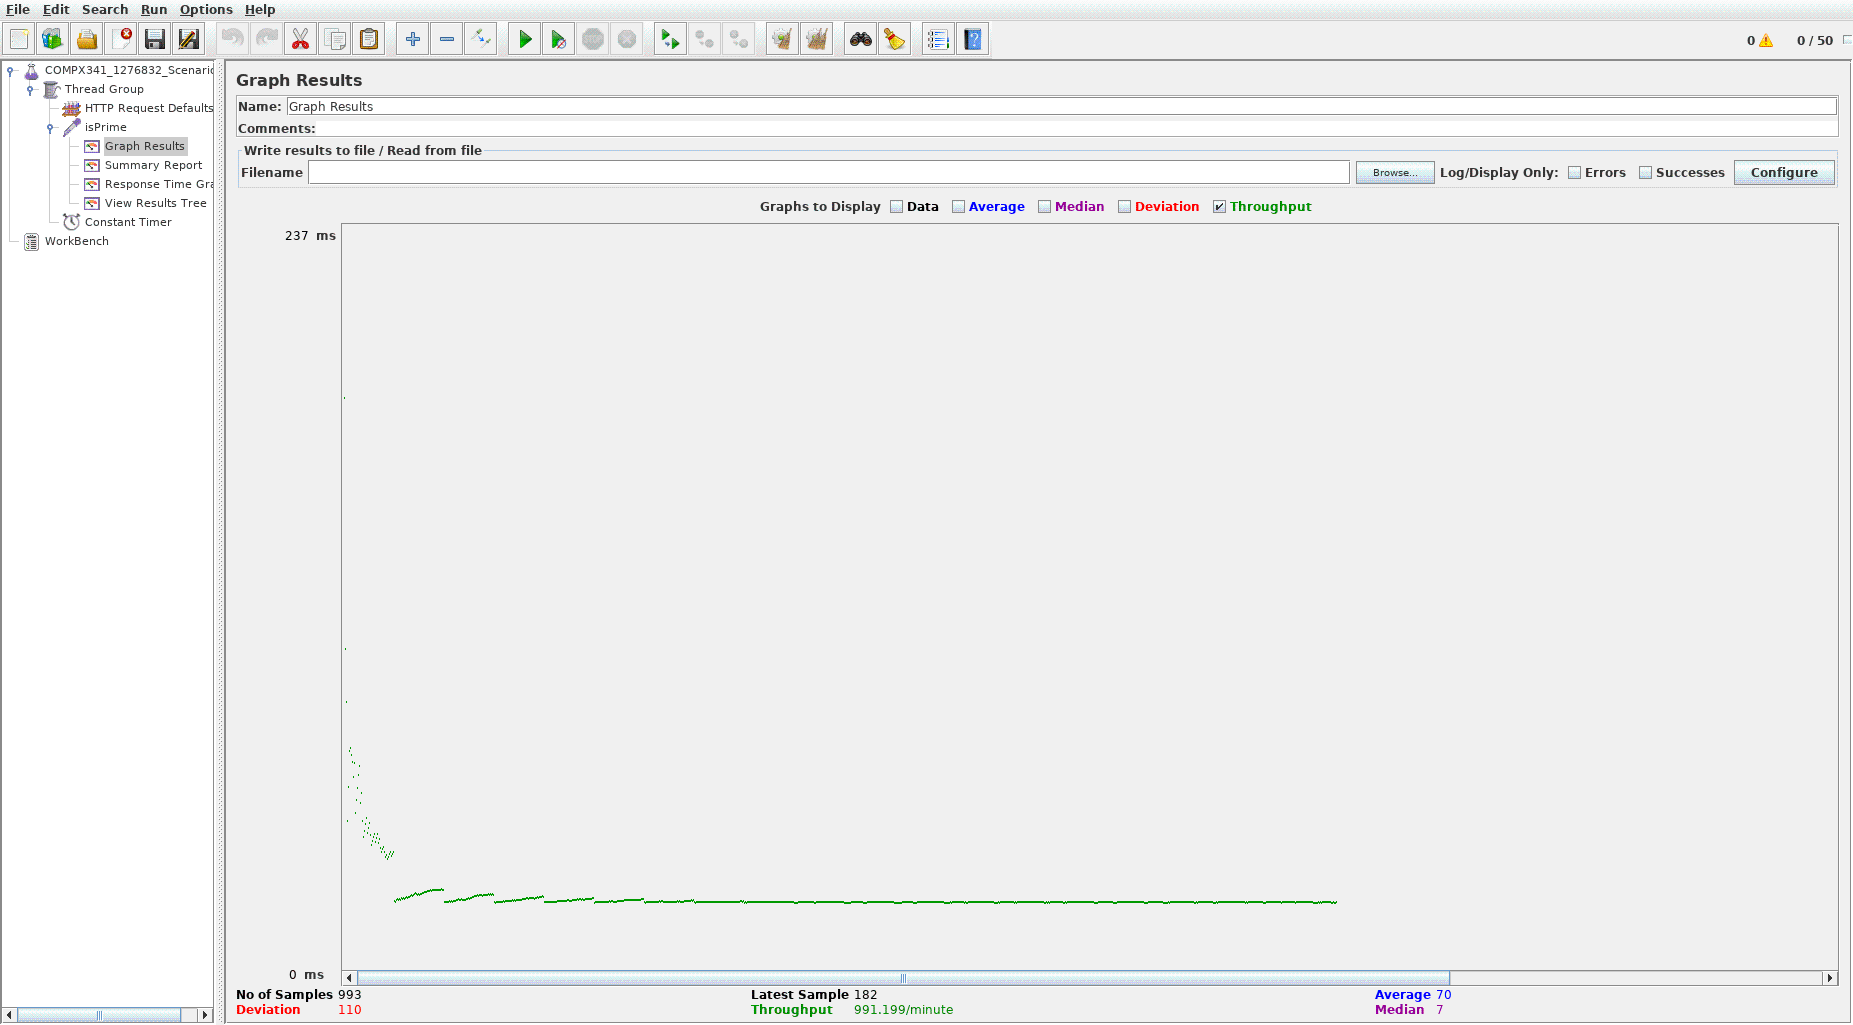 File Edit Search Run Options Help
0 0 / 50
COMPX341_1276832_Scenario
Thread Group
HTTP Request Defaults
isPrime
Graph Results
Summary Report
Response Time Gra
View Results Tree
Constant Timer
WorkBench
Graph Results
Name: Graph Results
Comments:
Write results to file / Read from file
Filename Browse... Log/Display Only: Errors Successes Configure
Graphs to Display Data Average Median Deviation Throughput
237 ms
0 ms
No of Samples 993 Latest Sample 182 Average 70
Deviation 110 Throughput 991.199/minute Median 7